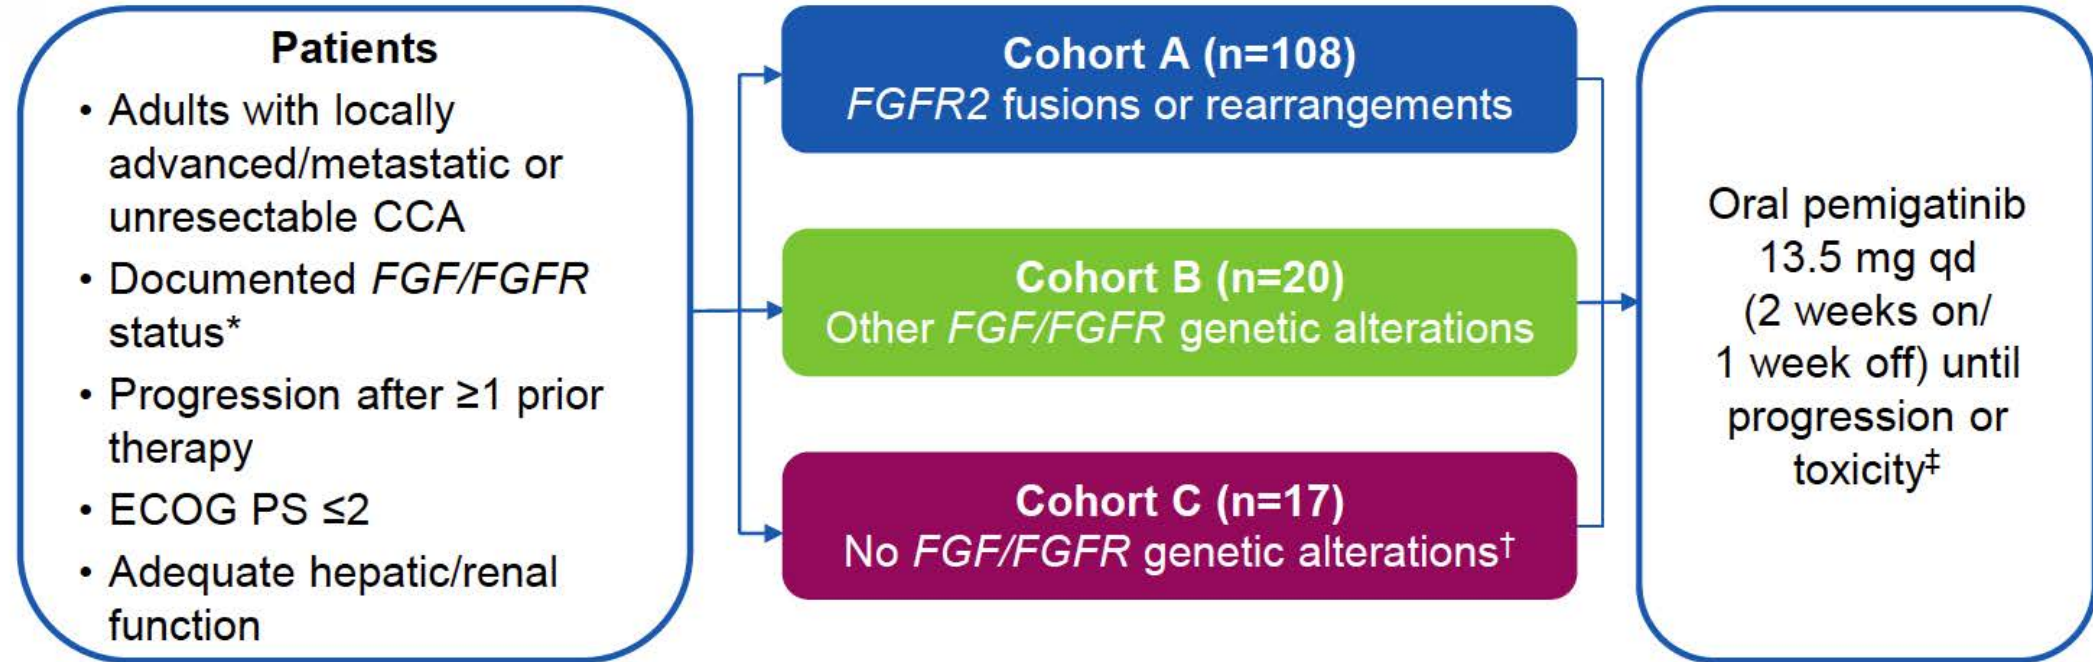 Patients
• Adults with locally
advanced/metastatic or
unresectable CCA
• Documented FGF/FGFR
status*
• Progression after ≥1 prior
therapy
• ECOG PS ≤2
• Adequate hepatic/renal
function
Cohort A (n=108)
FGFR2 fusions or rearrangements
Cohort B (n=20)
Other FGF/FGFR genetic alterations
Cohort C (n=17)
No FGF/FGFR genetic alterations†
Oral pemigatinib
13.5 mg qd
(2 weeks on/
1 week off) until
progression or
toxicity‡